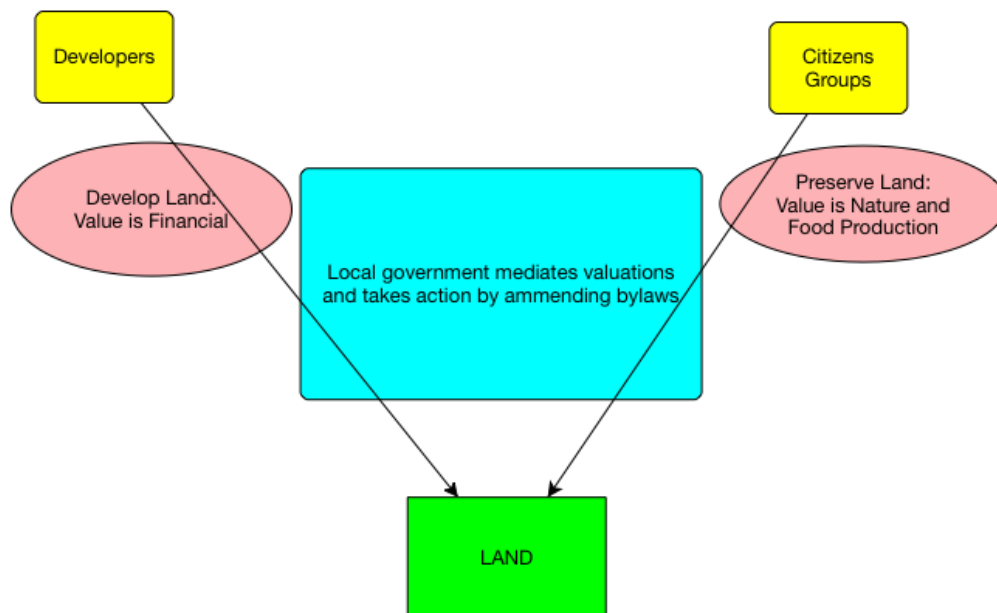 Developers
Citizens
Groups
Develop Land:
Value is Financial
Preserve Land:
Value is Nature and
Food Production
Local government mediates valuations
and takes action by ammending bylaws
LAND